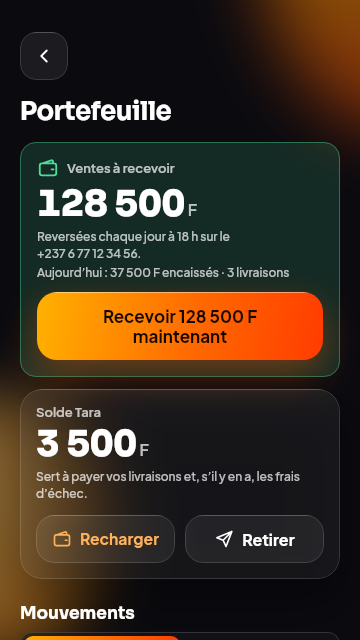 Portefeuille
Ventes à recevoir
128 500 F
Reversées chaque jour à 18 h sur le
+237 6 77 12 34 56.
Aujourd’hui : 37 500 F encaissés · 3 livraisons
Recevoir 128 500 F
maintenant
Solde Tara
3 500 F
Sert à payer vos livraisons et, s’il y en a, les frais
d’échec.
Recharger
Retirer
Mouvements